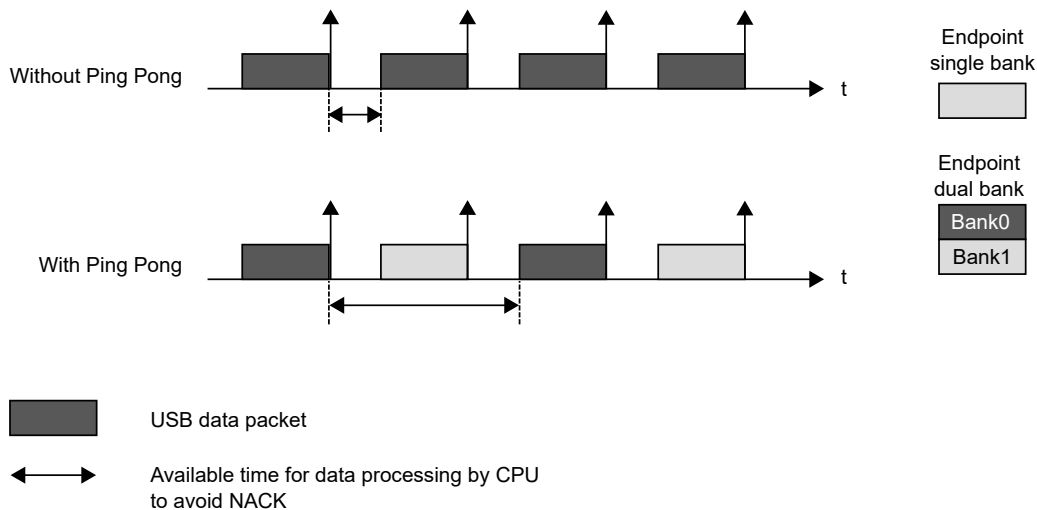 Without Ping Pong
t
Endpoint
single bank
Endpoint
dual bank
Bank0
Bank1
With Ping Pong
t
USB data packet
Available time for data processing by CPU
to avoid NACK